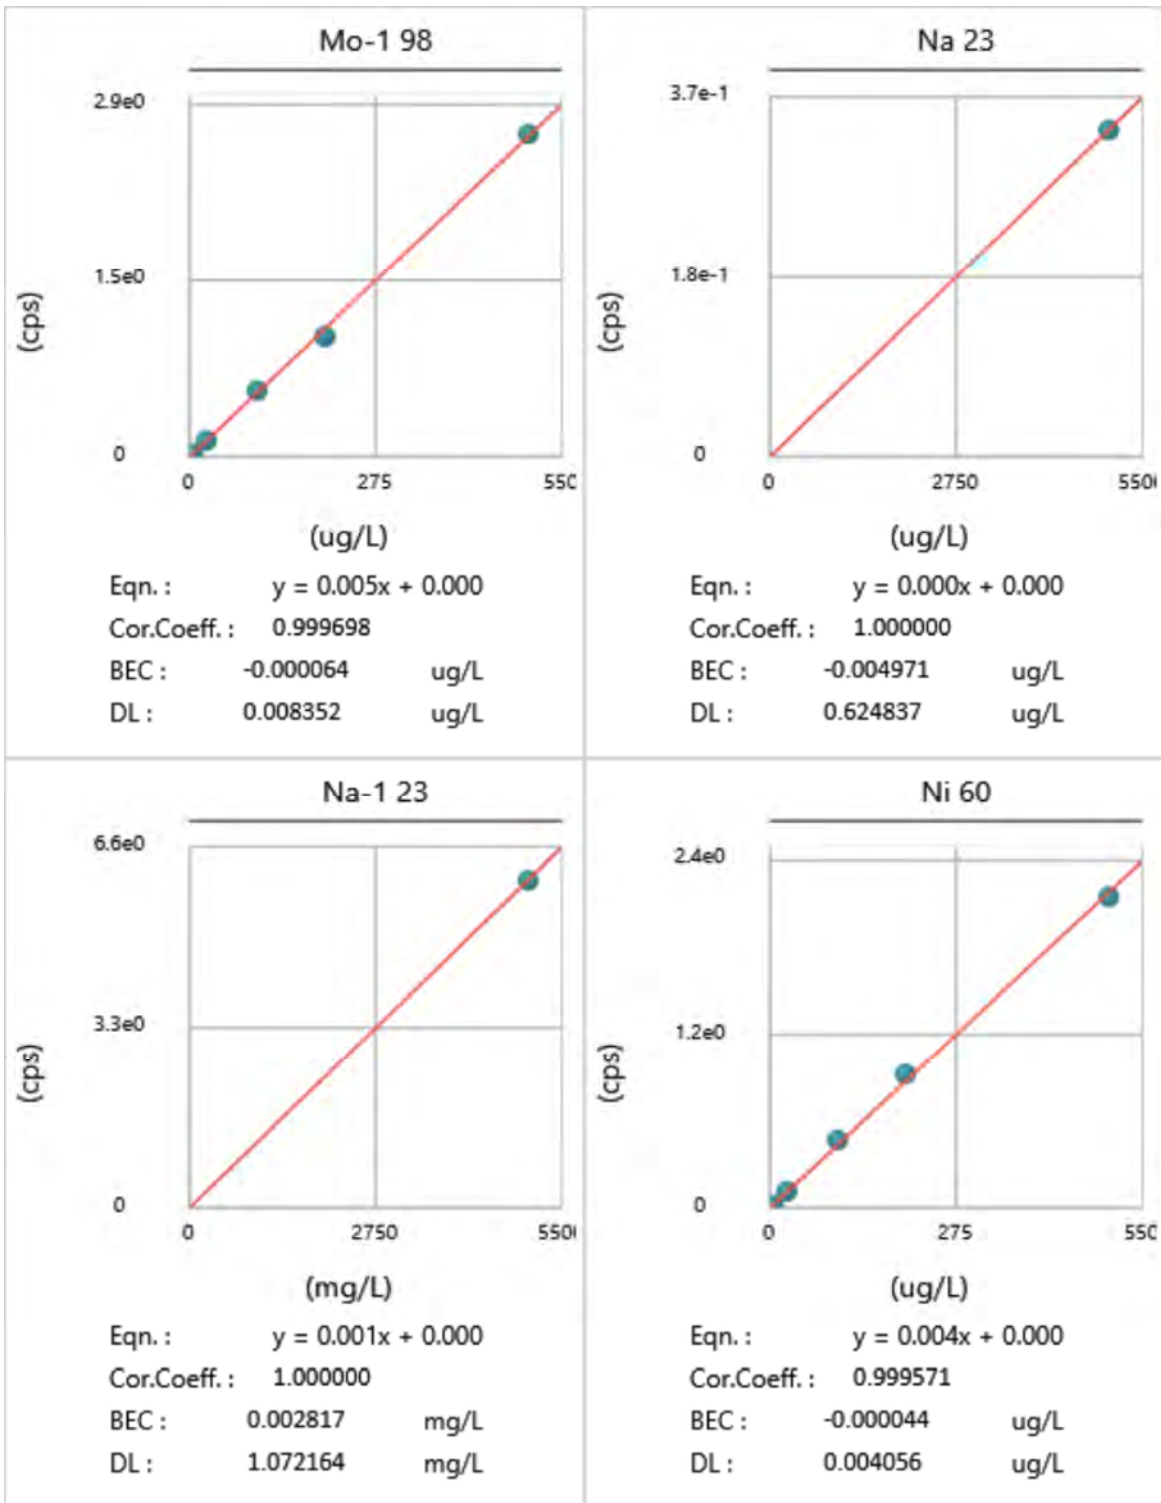 Mo-1 98
2.9e0
1.5e0
0
(cps)
0 275 550
(ug/L)
Eqn. : y = 0.005x + 0.000
Cor.Coeff. : 0.999698
BEC : -0.000064 ug/L
DL : 0.008352 ug/L
Na 23
3.7e-1
1.8e-1
0
(cps)
0 2750 550
(ug/L)
Eqn. : y = 0.000x + 0.000
Cor.Coeff. : 1.000000
BEC : -0.004971 ug/L
DL : 0.624837 ug/L
Na-1 23
6.6e0
3.3e0
0
(cps)
0 2750 550
(mg/L)
Eqn. : y = 0.001x + 0.000
Cor.Coeff. : 1.000000
BEC : 0.002817 mg/L
DL : 1.072164 mg/L
Ni 60
2.4e0
1.2e0
0
(cps)
0 275 550
(ug/L)
Eqn. : y = 0.004x + 0.000
Cor.Coeff. : 0.999571
BEC : -0.000044 ug/L
DL : 0.004056 ug/L